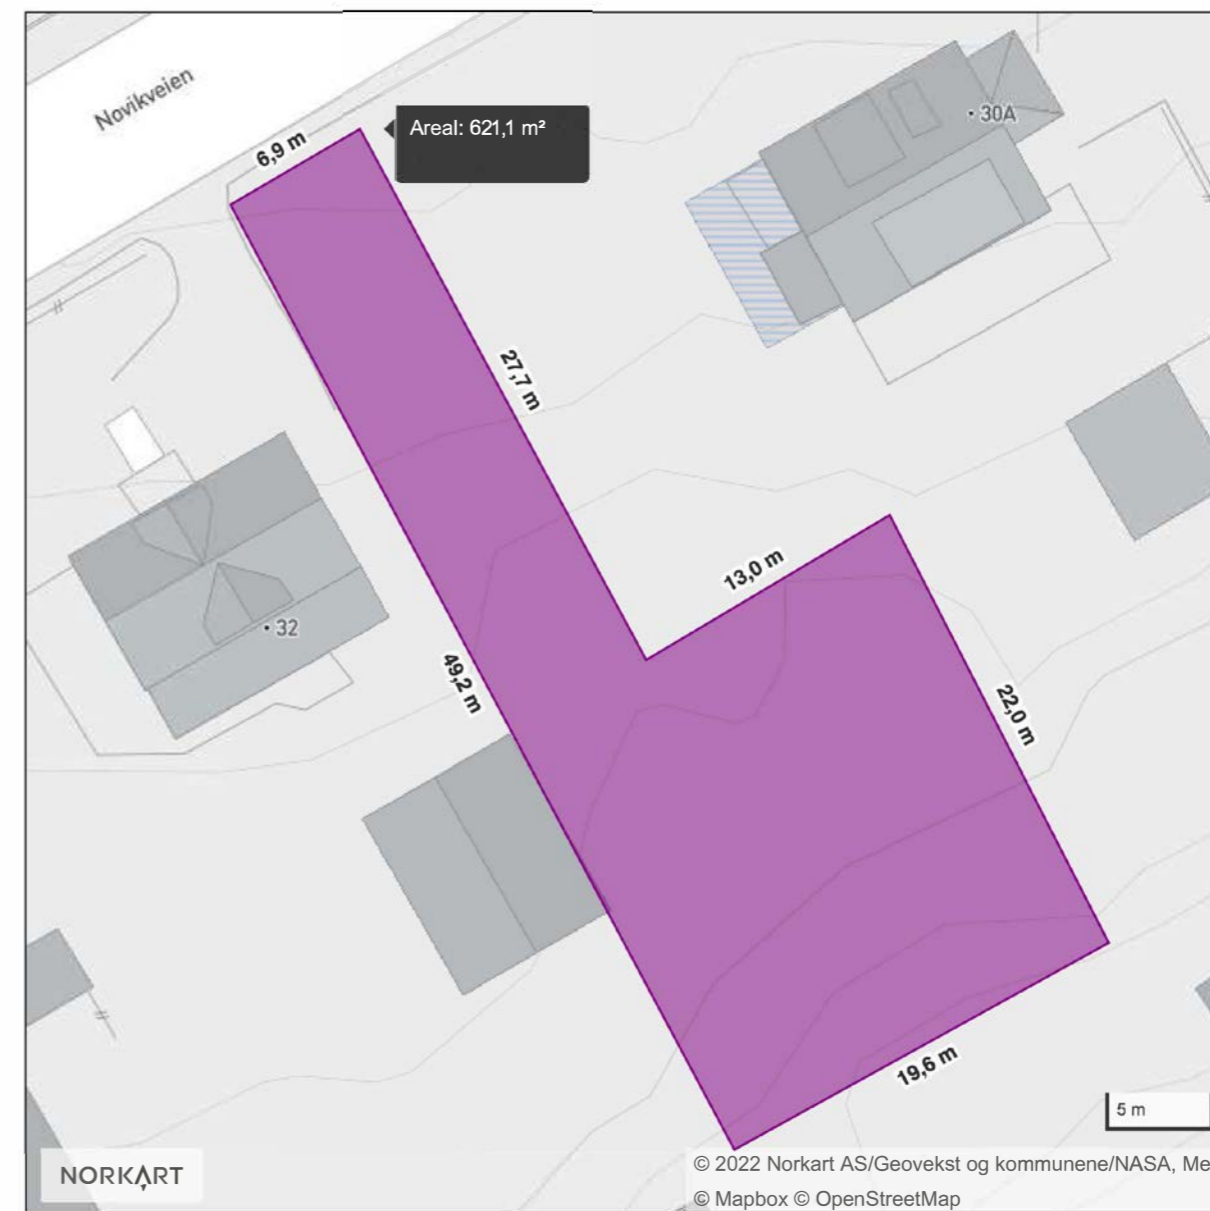 Novikveien
6,9 m
Areal: 621,1 m²
30A
27,7 m
13,0 m
32
49,2 m
22,0 m
19,6 m
5 m
NORKART
© 2022 Norkart AS/Geovekst og kommunene/NASA, Me
© Mapbox © OpenStreetMap